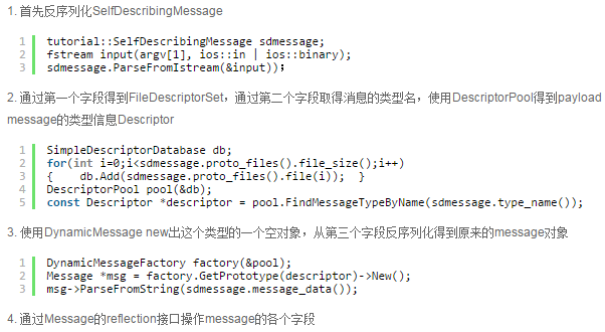 1. 首先反序列化SelfDescribingMessage
1 tutorial::SelfDescribingMessage sdmessage;
2 fstream input(argv[1], ios::in | ios::binary);
3 sdmessage.ParseFromIstream(&input));
2. 通过第一个字段得到FileDescriptorSet，通过第二个字段取得消息的类型名，使用DescriptorPool得到payload
message的类型信息Descriptor
1 SimpleDescriptorDatabase db;
2 for(int i=0;i<sdmessage.proto_files().file_size();i++)
3 { db.Add(sdmessage.proto_files().file(i)); }
4 DescriptorPool pool(&db);
5 const Descriptor *descriptor = pool.FindMessageTypeByName(sdmessage.type_name());
3. 使用DynamicMessage new出这个类型的一个空对象，从第三个字段反序列化得到原来的message对象
1 DynamicMessageFactory factory(&pool);
2 Message *msg = factory.GetPrototype(descriptor)->New();
3 msg->ParseFromString(sdmessage.message_data());
4. 通过Message的reflection接口操作message的各个字段